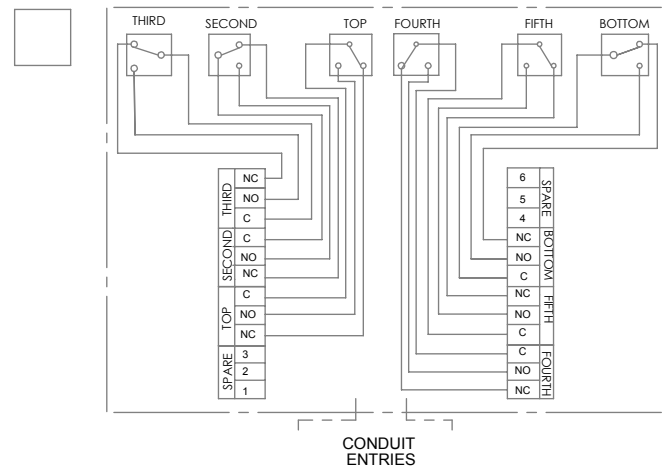 THIRD SECOND TOP FOURTH FIFTH BOTTOM
THIRD
NC
NO
C
SECOND
C
NO
NC
TOP
C
NO
NC
SPARE
3
2
1
6
5
4
SPARE
NC
NO
C
BOTTOM
NC
NO
C
FIFTH
C
NO
NC
FOURTH
CONDUIT
ENTRIES